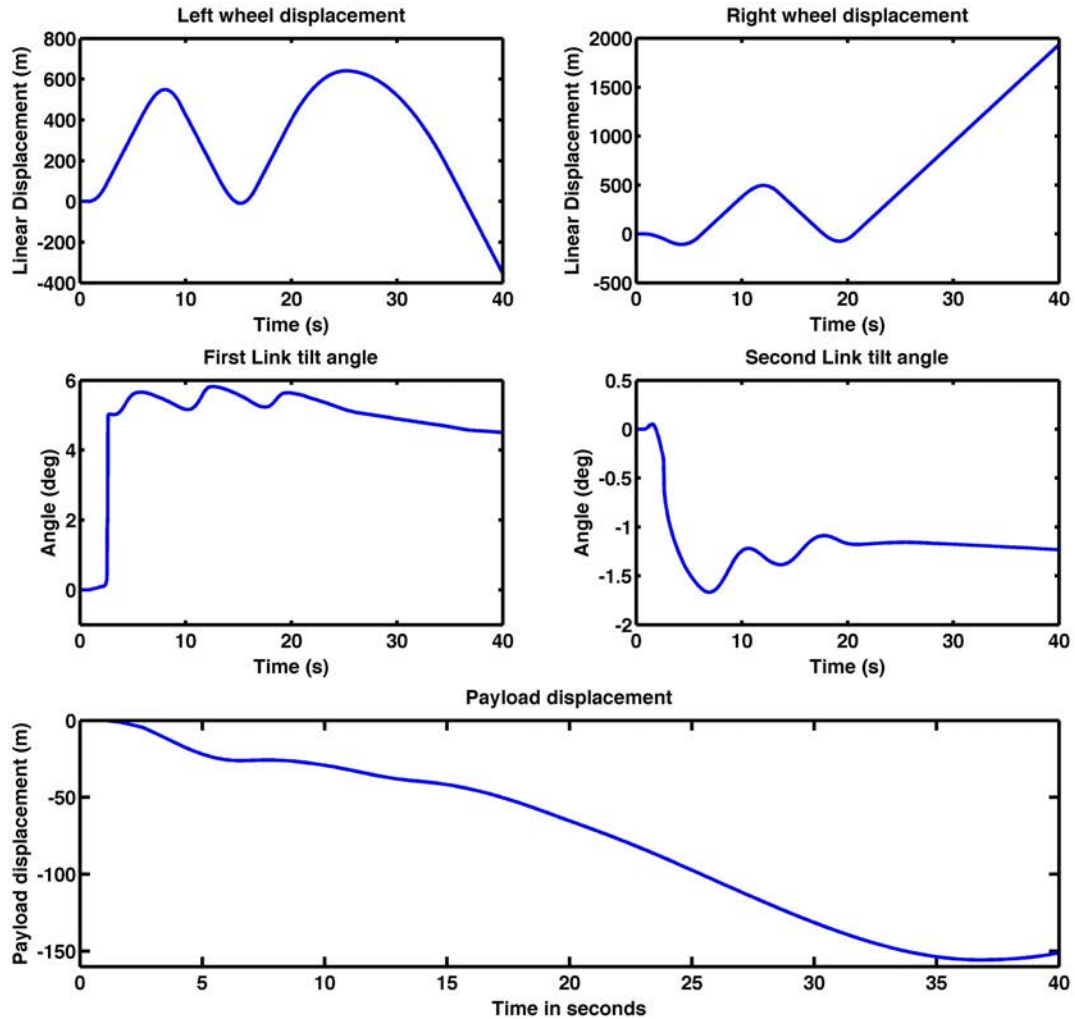 Left wheel displacement
Linear Displacement (m)
800
600
400
200
0
-200
-400
0 10 20 30 40
Time (s)
Right wheel displacement
Linear Displacement (m)
2000
1500
1000
500
0
-500
0 10 20 30 40
Time (s)
First Link tilt angle
Angle (deg)
6
4
2
0
0 10 20 30 40
Time (s)
Second Link tilt angle
Angle (deg)
0.5
0
-0.5
-1
-1.5
-2
0 10 20 30 40
Time (s)
Payload displacement
Payload displacement (m)
0
-50
-100
-150
0 5 10 15 20 25 30 35 40
Time in seconds